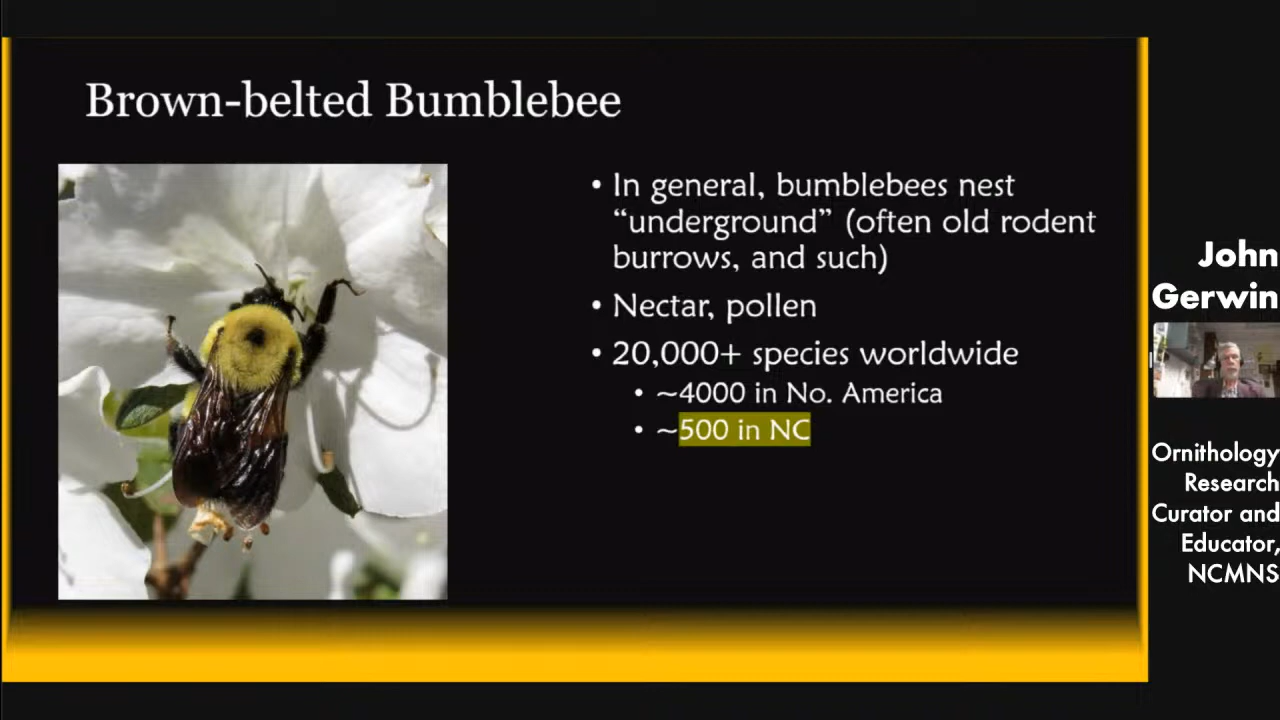 Brown-belted Bumblebee
• In general, bumblebees nest
“underground” (often old rodent
burrows, and such)
• Nectar, pollen
• 20,000+ species worldwide
• ~4000 in No. America
• ~500 in NC
John
Gerwin
Ornithology
Research
Curator and
Educator,
NCMNS